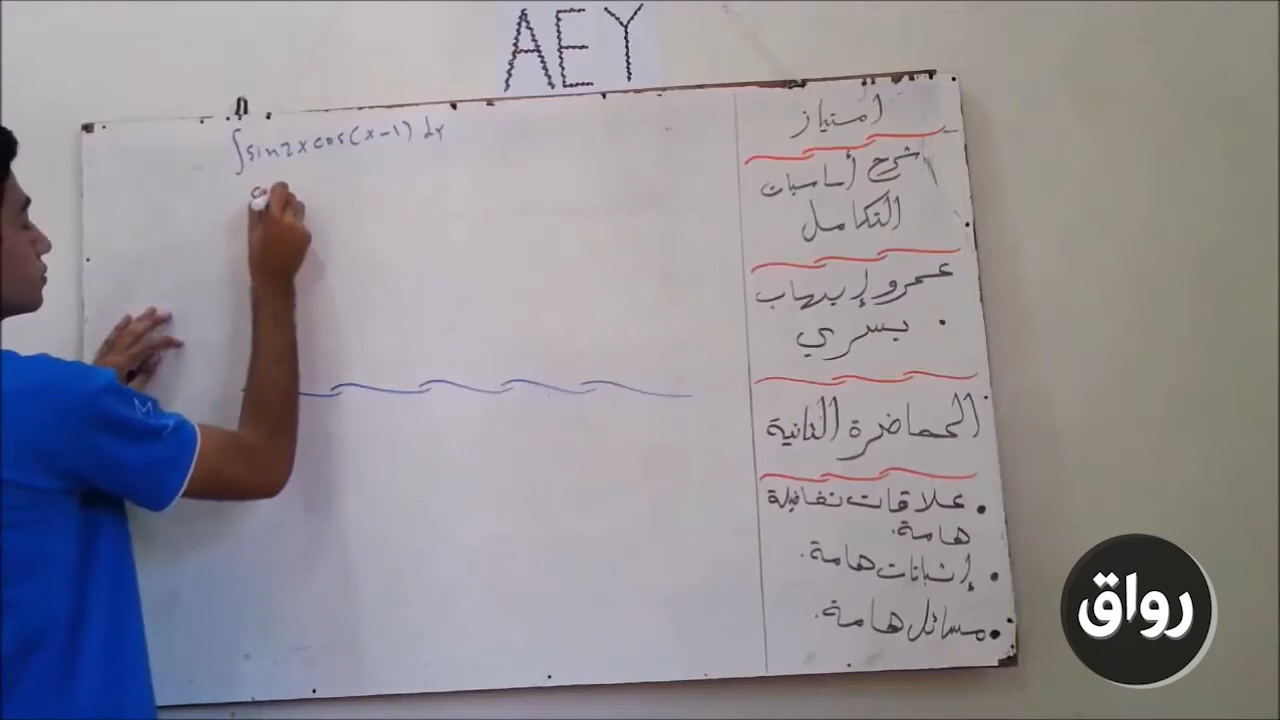 AEY
∫sin2x cos(x-1) dx
امتياز
شرح أساسيات
التكامل
عمرو إيهاب
يسري
المحاضرة الثانية
علاقات تفاضلية
هامة.
إثباتات هامة.
مسائل هامة.
رواق